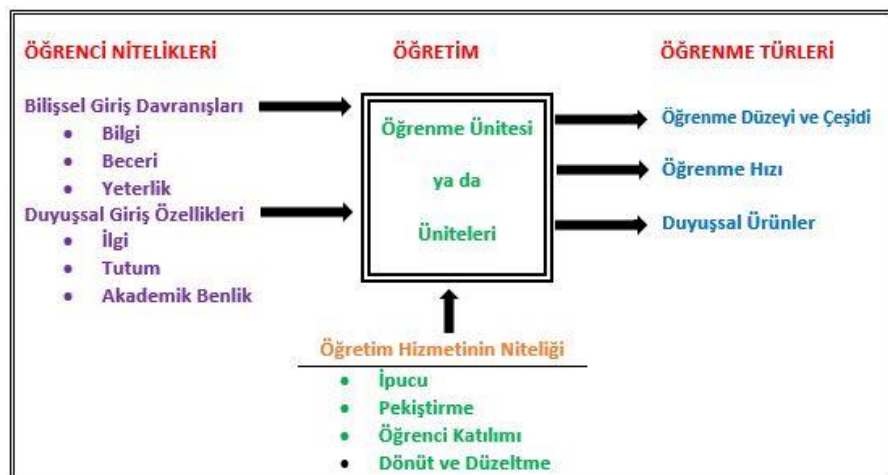 ÖĞRENCİ NİTELİKLERİ
Bilişsel Giriş Davranışları
• Bilgi
• Beceri
• Yeterlik
Duyuşsal Giriş Özellikleri
• İlgi
• Tutum
• Akademik Benlik
ÖĞRETİM
Öğrenme Ünitesi
ya da
Üniteleri
Öğretim Hizmetinin Niteliği
• İpucu
• Pekiştirme
• Öğrenci Katılımı
• Dönüt ve Düzeltme
ÖĞRENME TÜRLERİ
Öğrenme Düzeyi ve Çeşidi
Öğrenme Hızı
Duyuşsal Ürünler